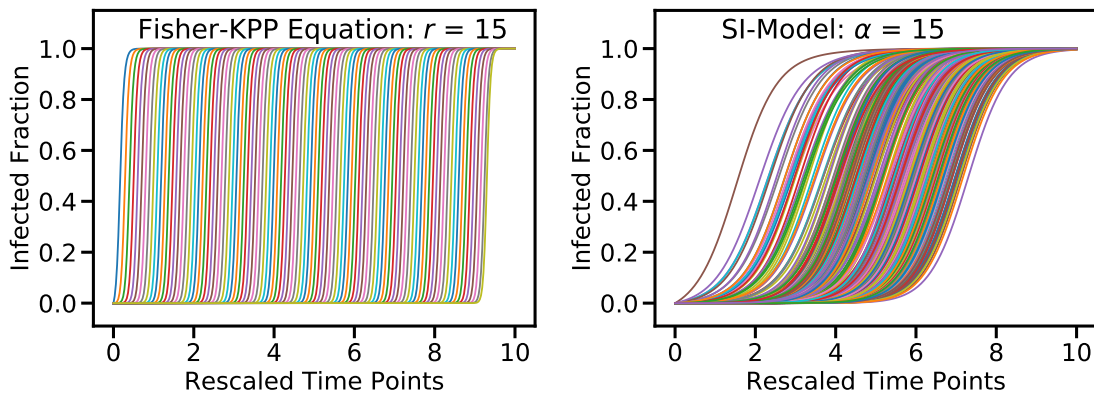 Fisher-KPP Equation: r = 15
Infected Fraction
1.0
0.8
0.6
0.4
0.2
0.0
0 2 4 6 8 10
Rescaled Time Points
SI-Model: α = 15
Infected Fraction
1.0
0.8
0.6
0.4
0.2
0.0
0 2 4 6 8 10
Rescaled Time Points